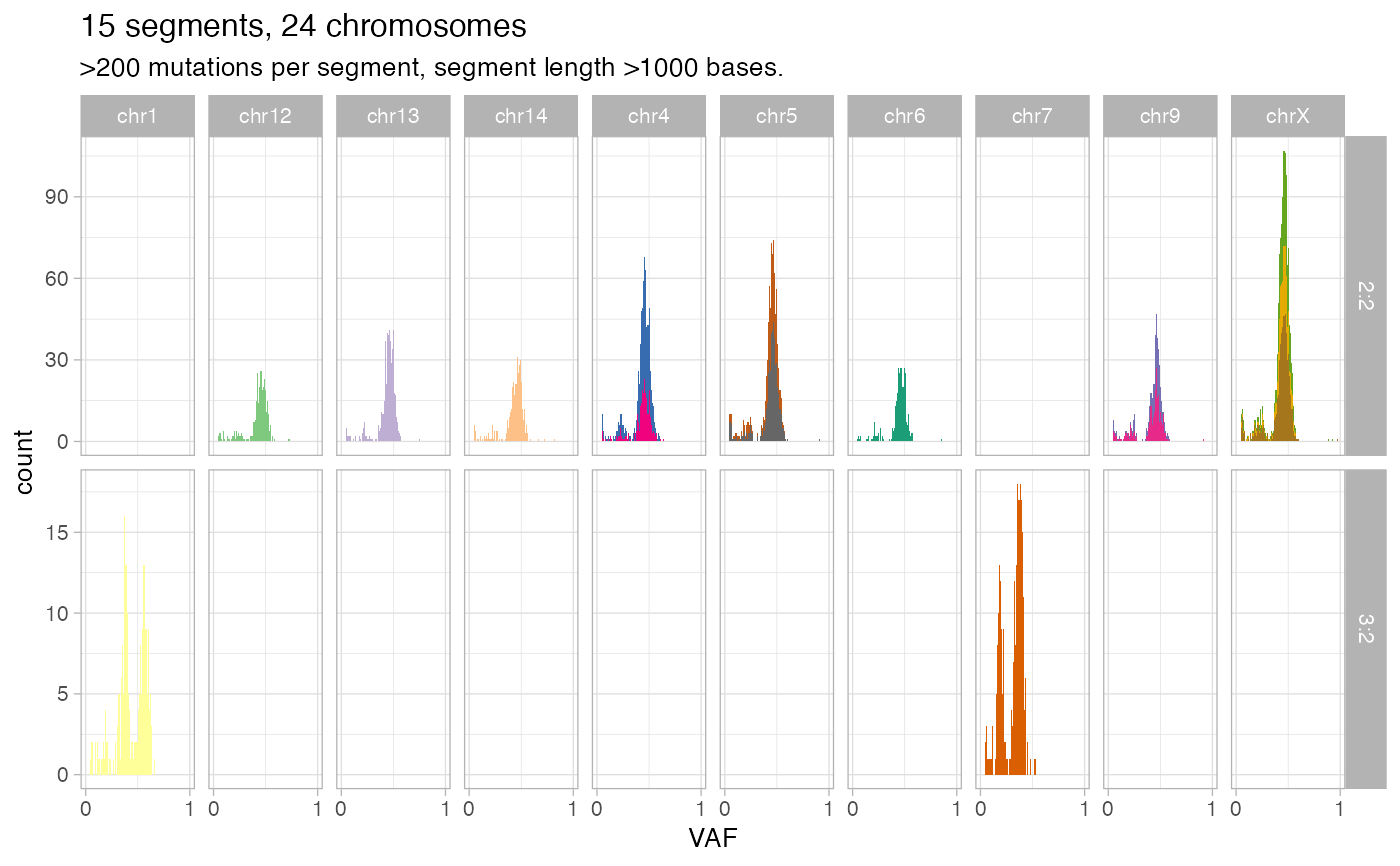 15 segments, 24 chromosomes
>200 mutations per segment, segment length >1000 bases.
chr1 chr12 chr13 chr14 chr4 chr5 chr6 chr7 chr9 chrX
90
60
30
0
2:2
count
15
10
5
0
3:2
0 1 0 1 0 1 0 1 0 1 0 1 0 1 0 1 0 1 0 1
VAF